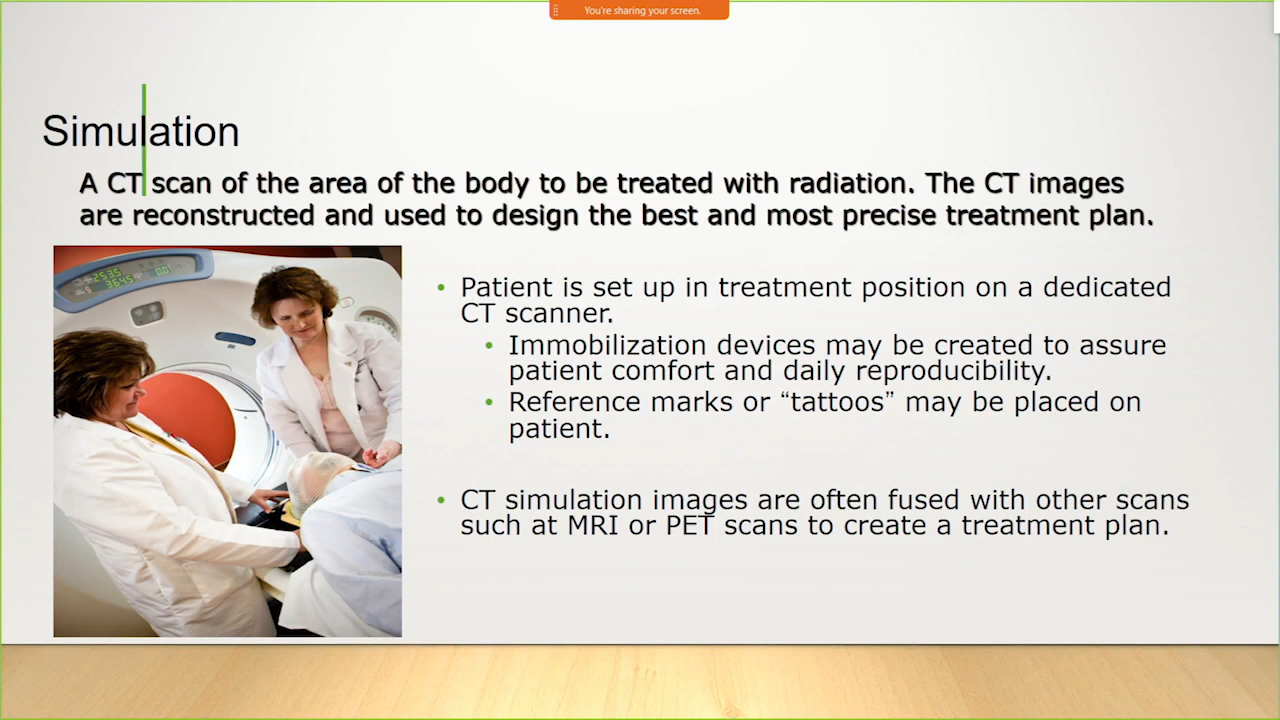 You're sharing your screen.
Simulation
A CT scan of the area of the body to be treated with radiation. The CT images
are reconstructed and used to design the best and most precise treatment plan.
• Patient is set up in treatment position on a dedicated
CT scanner.
• Immobilization devices may be created to assure
patient comfort and daily reproducibility.
• Reference marks or “tattoos” may be placed on
patient.
• CT simulation images are often fused with other scans
such at MRI or PET scans to create a treatment plan.